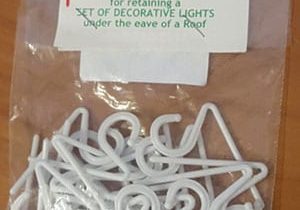 for retaining a
SET OF DECORATIVE LIGHTS
under the eave of a Roof